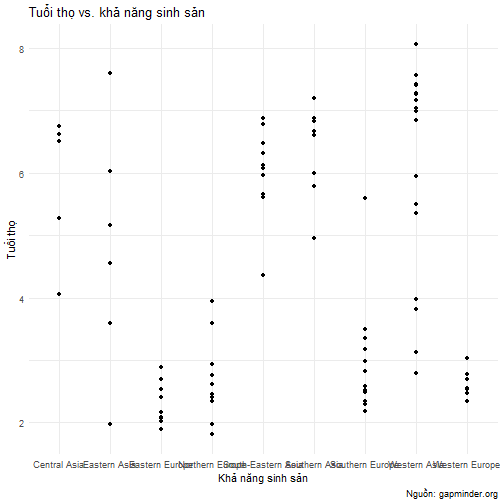 Tuổi thọ vs. khả năng sinh sản
8
6
4
2
Tuổi thọ
Central Asia Eastern Asia Eastern Europe Northern Europe South-Eastern Asia Southern Asia Southern Europe Western Asia Western Europe
Khả năng sinh sản
Nguồn: gapminder.org